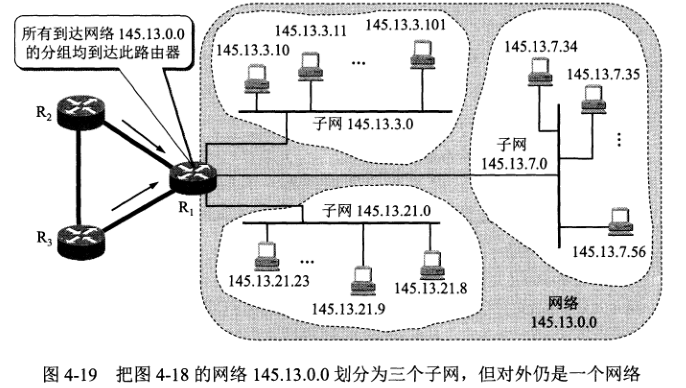 所有到达网络 145.13.0.0
的分组均到达此路由器
145.13.3.10
145.13.3.11
...
145.13.3.101
子网 145.13.3.0
145.13.7.34
145.13.7.35
子网
145.13.7.0
...
145.13.7.56
R2
R1
R3
子网 145.13.21.0
145.13.21.23
...
145.13.21.9
145.13.21.8
网络
145.13.0.0
图 4-19 把图 4-18 的网络 145.13.0.0 划分为三个子网，但对外仍是一个网络